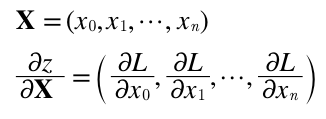 X = (x₀, x₁, ⋯, xₙ)
∂z/∂X = (∂L/∂x₀, ∂L/∂x₁, ⋯, ∂L/∂xₙ)